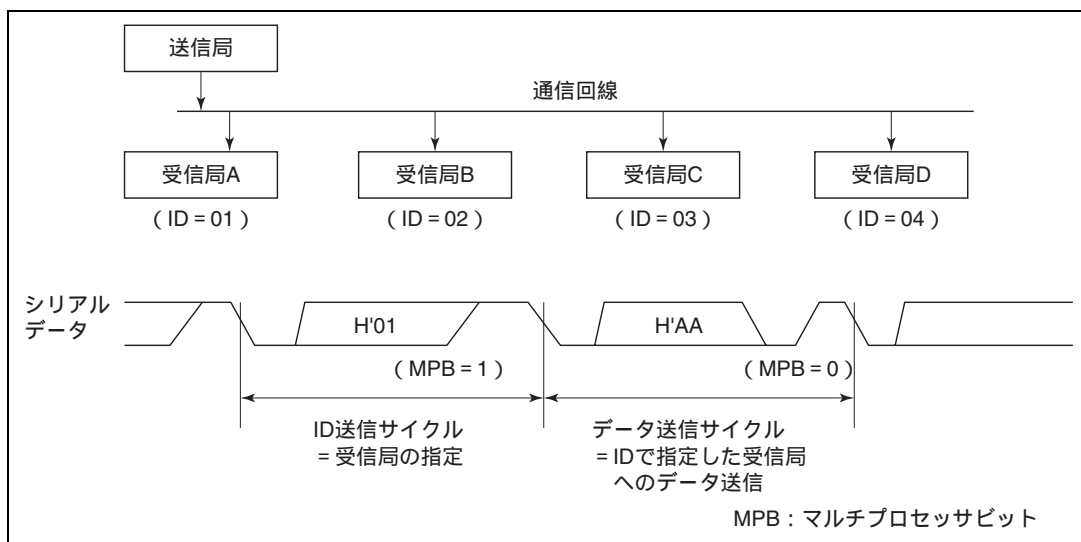 送信局
通信回線
受信局A 受信局B 受信局C 受信局D
（ID＝01） （ID＝02） （ID＝03） （ID＝04）
シリアル
データ
H'01 H'AA
（MPB＝1） （MPB＝0）
ID送信サイクル
＝受信局の指定
データ送信サイクル
＝IDで指定した受信局
へのデータ送信
MPB：マルチプロセッサビット